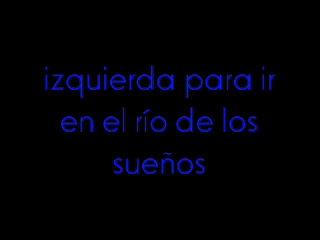 izquierda para ir
en el río de los
sueños